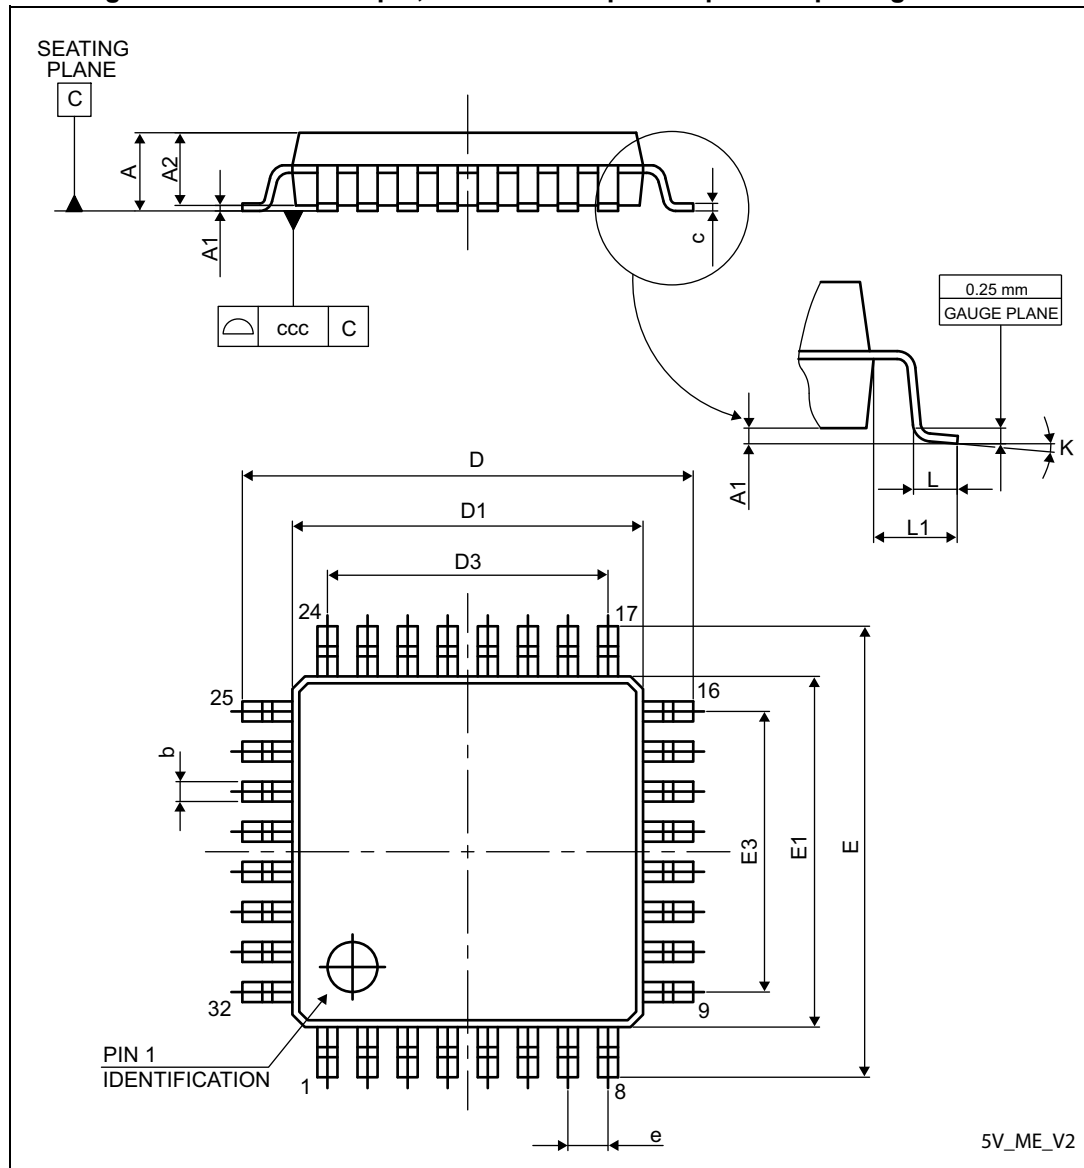 SEATING
PLANE
C
A
A2
A1
c
ccc
C
0.25 mm
GAUGE PLANE
A1
K
L
L1
D
D1
D3
24
17
25
16
b
E3
E1
E
32
9
PIN 1
IDENTIFICATION
1
8
e
5V_ME_V2